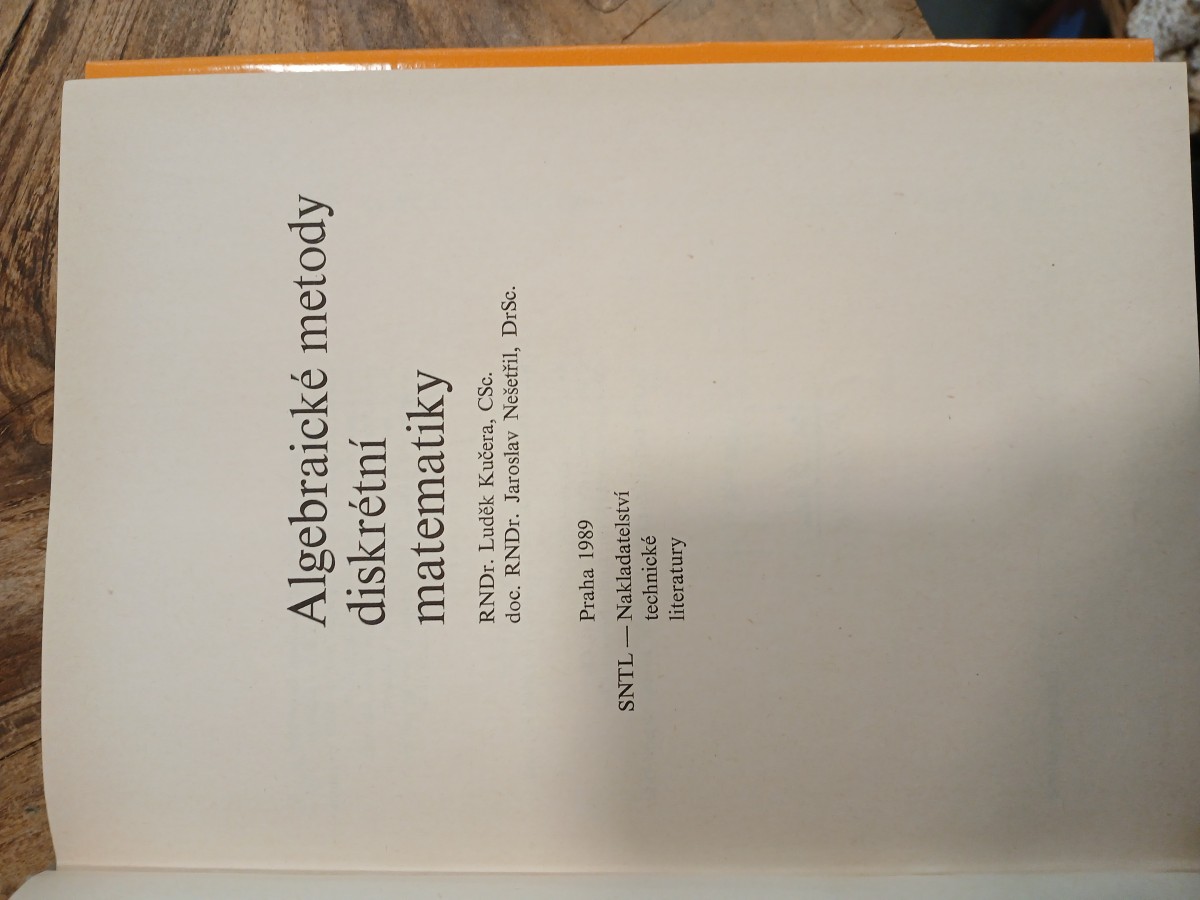 Algebraické metody
diskrétní
matematiky
RNDr. Luděk Kučera, CSc.
doc. RNDr. Jaroslav Nešetřil, DrSc.
Praha 1989
SNTL — Nakladatelství
technické
literatury